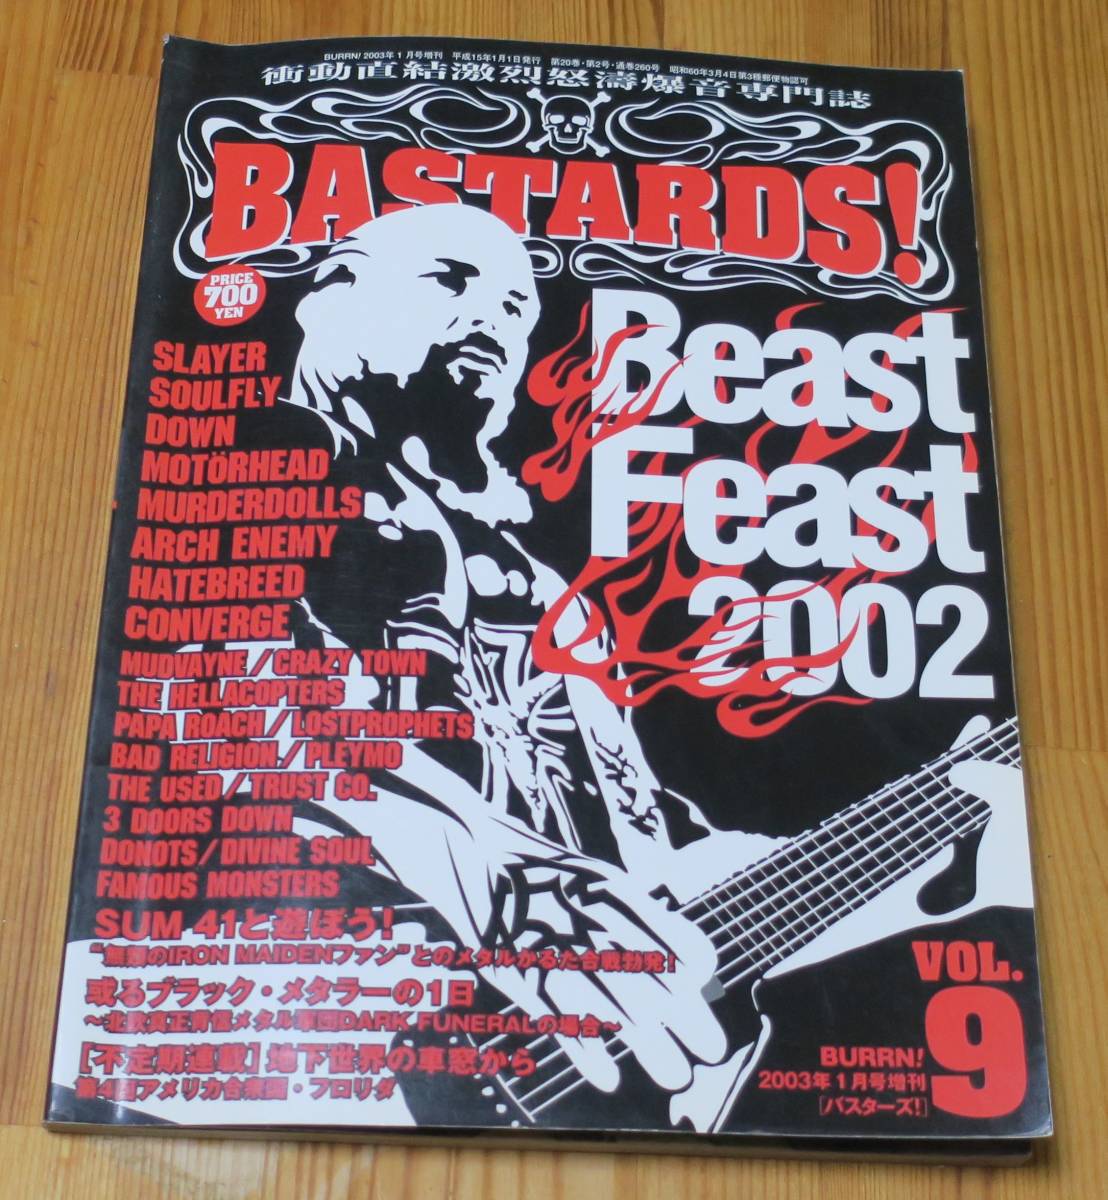 BURRN! 2003年1月号増刊 平成15年1月1日発行 第20巻・第2号・通巻260号 昭和60年3月4日第3種郵便物認可
衝動直結激烈怒濤爆音専門誌
BASTARDS!
PRICE
700
YEN
Beast
Feast
2002
SLAYER
SOULFLY
DOWN
MOTÖRHEAD
MURDERDOLLS
ARCH ENEMY
HATEBREED
CONVERGE
MUDVAYNE/CRAZY TOWN
THE HELLACOPTERS
PAPA ROACH/LOSTPROPHETS
BAD RELIGION/PLEYMO
THE USED/TRUST CO.
3 DOORS DOWN
DONOTS/DIVINE SOUL
FAMOUS MONSTERS
SUM 41と遊ぼう!
“無類のIRON MAIDENファン”とのメタルかるた合戦勃発!
或るブラック・メタラーの1日
～北欧真正背信メタル軍団DARK FUNERALの場合～
[不定期連載] 地下世界の車窓から
第4回アメリカ合衆国・フロリダ
VOL.
9
BURRN!
2003年1月号増刊
[バスターズ!]